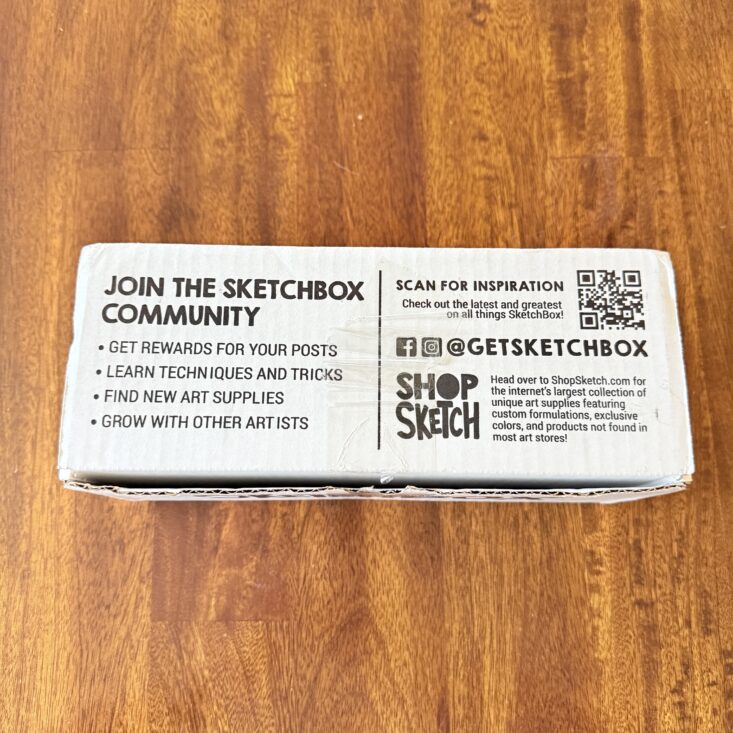 JOIN THE SKETCHBOX
COMMUNITY
• GET REWARDS FOR YOUR POSTS
• LEARN TECHNIQUES AND TRICKS
• FIND NEW ART SUPPLIES
• GROW WITH OTHER ARTISTS
SCAN FOR INSPIRATION
Check out the latest and greatest
on all things SketchBox!
@GETSKETCHBOX
SHOP
SKETCH
Head over to ShopSketch.com for
the internet's largest collection of
unique art supplies featuring
custom formulations, exclusive
colors, and products not found in
most art stores!